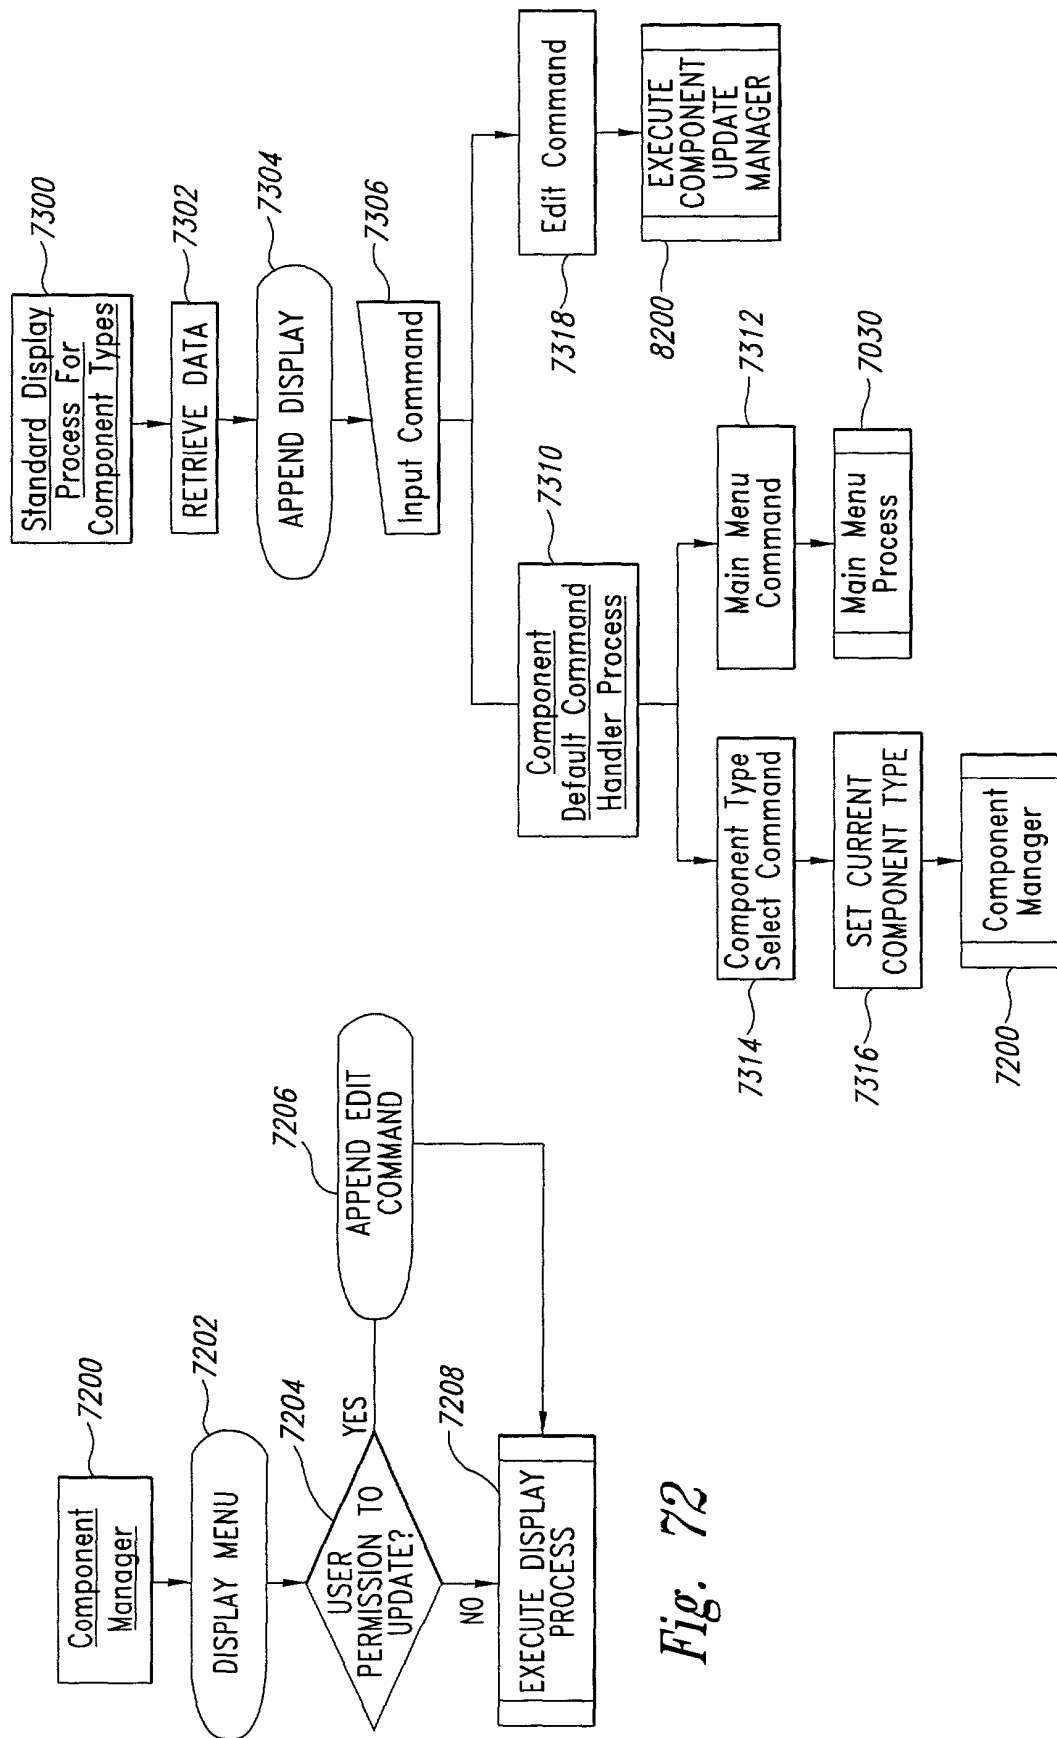 7200
Component
Manager
7202
DISPLAY MENU
7204
USER
PERMISSION TO
UPDATE?
YES
NO
7206
APPEND EDIT
COMMAND
7208
EXECUTE DISPLAY
PROCESS
Fig. 72
7300
Standard Display
Process For
Component Types
7302
RETRIEVE DATA
7304
APPEND DISPLAY
7306
Input Command
7310
Component
Default Command
Handler Process
7318
Edit Command
8200
EXECUTE
COMPONENT
UPDATE
MANAGER
7314
Component Type
Select Command
7312
Main Menu
Command
7316
SET CURRENT
COMPONENT TYPE
7030
Main Menu
Process
7200
Component
Manager